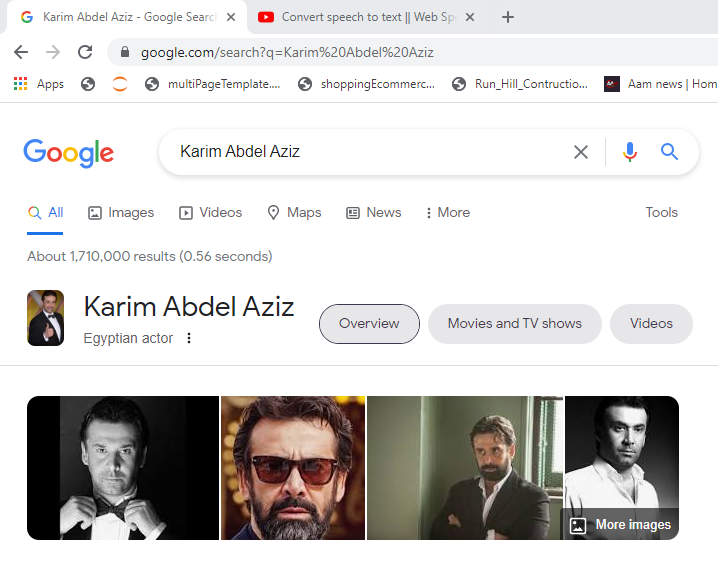 Karim Abdel Aziz - Google Searc
Convert speech to text || Web Sp
google.com/search?q=Karim%20Abdel%20Aziz
Apps multiPageTemplate.... shoppingEcommerc... Run_Hill_Contructio... Aam news | Hom
Google Karim Abdel Aziz
All Images Videos Maps News More Tools
About 1,710,000 results (0.56 seconds)
Karim Abdel Aziz
Egyptian actor
Overview Movies and TV shows Videos
More images